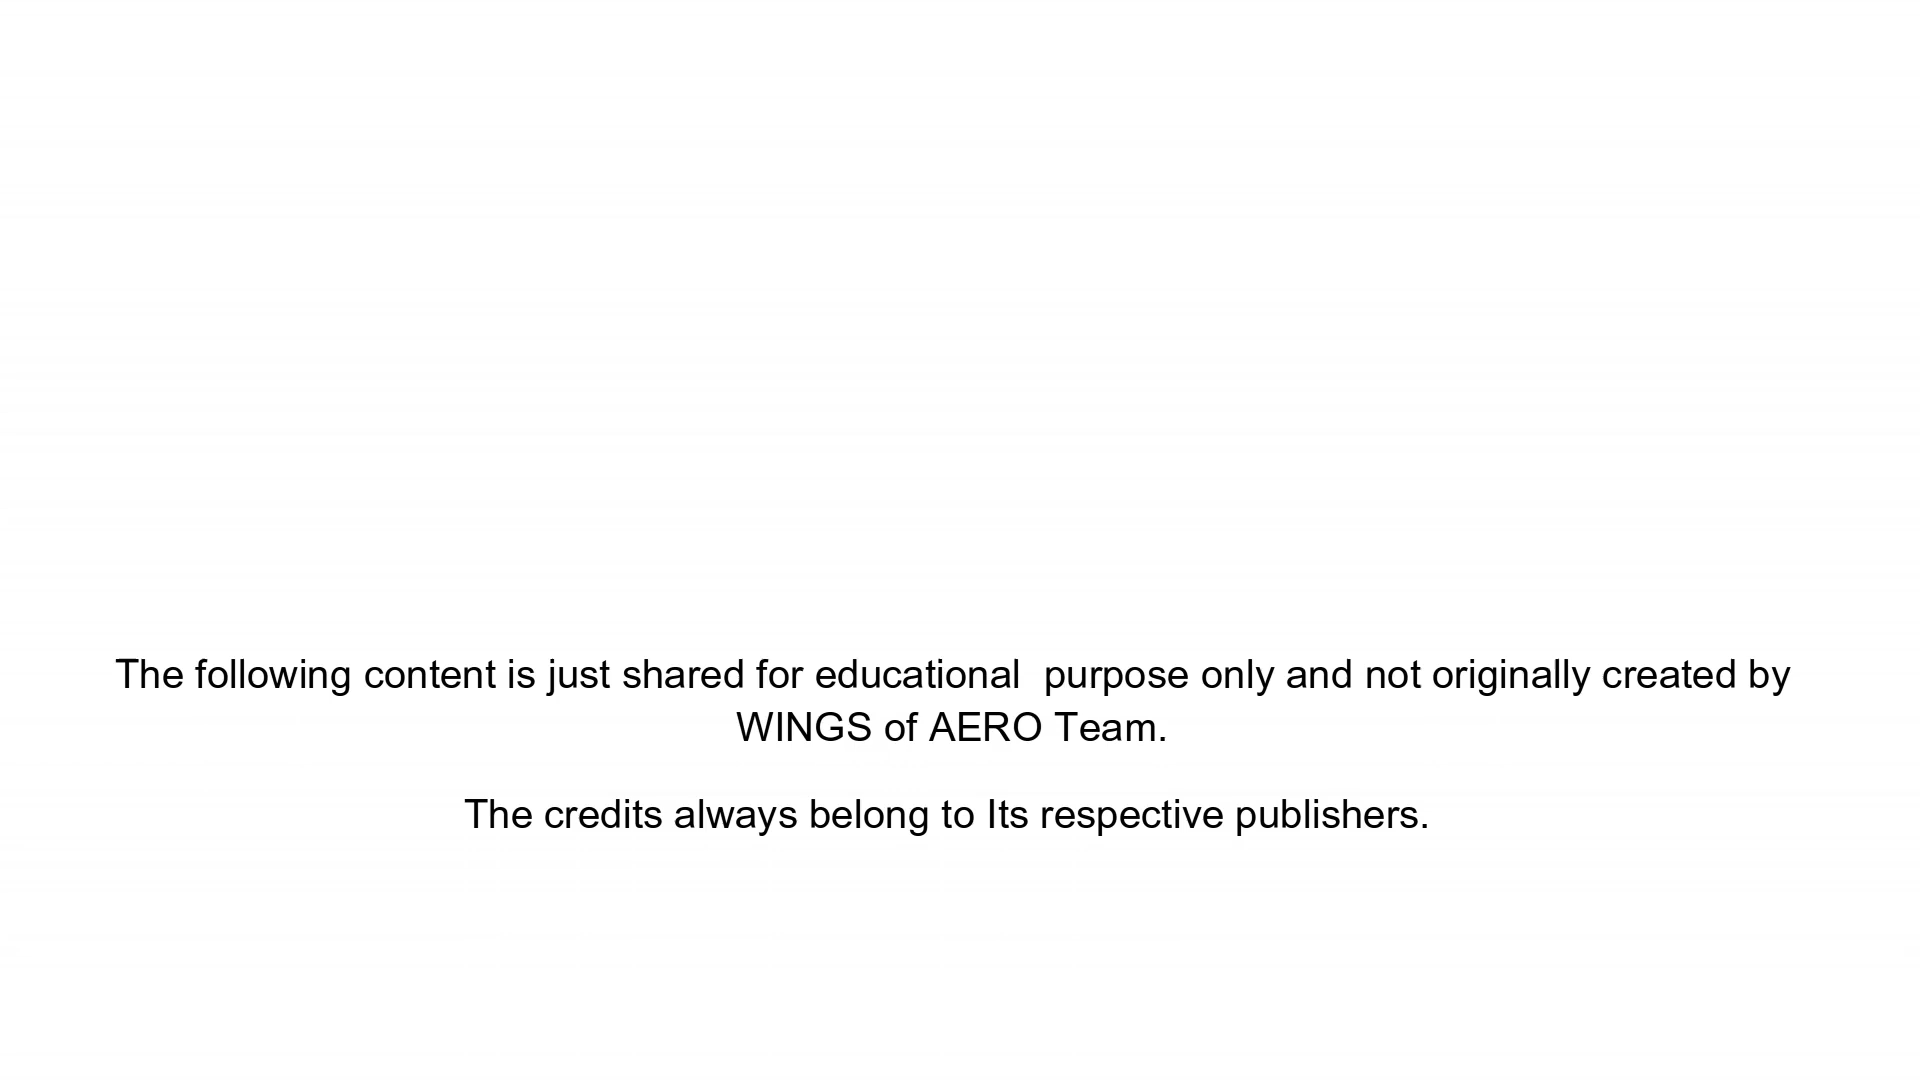 The following content is just shared for educational  purpose only and not originally created by
WINGS of AERO Team.
The credits always belong to Its respective publishers.